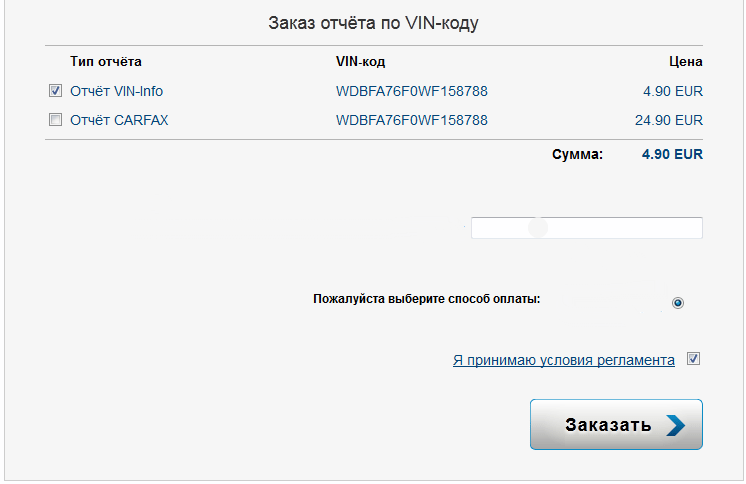 Заказ отчёта по VIN-коду
Тип отчёта VIN-код Цена
Отчёт VIN-Info WDBFA76F0WF158788 4.90 EUR
Отчёт CARFAX WDBFA76F0WF158788 24.90 EUR
Сумма: 4.90 EUR
Пожалуйста выберите способ оплаты:
Я принимаю условия регламента
Заказать